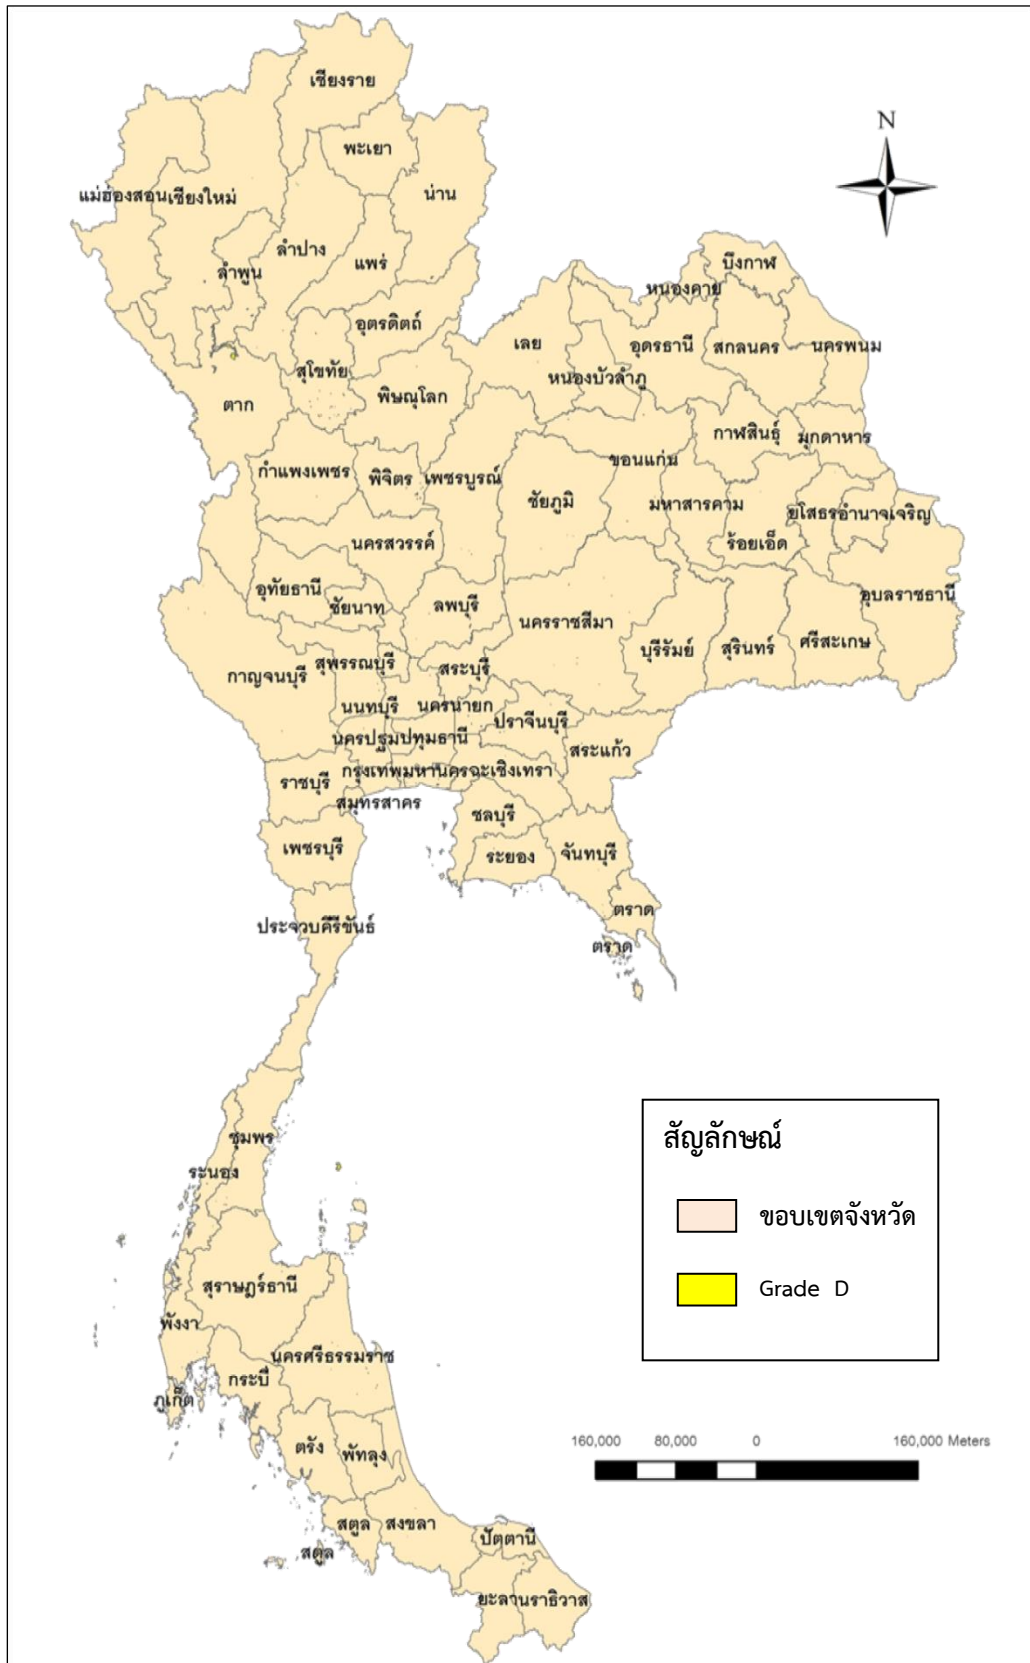 เชียงราย
N
พะเยา
แม่ฮ่องสอน
เชียงใหม่
น่าน
ลำปาง
แพร่
ลำพูน
บึงกาฬ
หนองคาย
อุตรดิตถ์
เลย
อุดรธานี
สกลนคร
นครพนม
สุโขทัย
หนองบัวลำภู
พิษณุโลก
ตาก
กาฬสินธุ์
มุกดาหาร
ขอนแก่น
กำแพงเพชร
พิจิตร
เพชรบูรณ์
ชัยภูมิ
มหาสารคาม
ยโสธร
อำนาจเจริญ
นครสวรรค์
ร้อยเอ็ด
อุทัยธานี
ชัยนาท
ลพบุรี
นครราชสีมา
อุบลราชธานี
บุรีรัมย์
สุรินทร์
ศรีสะเกษ
กาญจนบุรี
สุพรรณบุรี
สระบุรี
นนทบุรี
นครนายก
ปราจีนบุรี
นครปฐม
ปทุมธานี
สระแก้ว
ราชบุรี
กรุงเทพมหานคร
ฉะเชิงเทรา
สมุทรสาคร
ชลบุรี
เพชรบุรี
ระยอง
จันทบุรี
ตราด
ประจวบคีรีขันธ์
ตราด
ชุมพร
ระนอง
สุราษฎร์ธานี
พังงา
นครศรีธรรมราช
กระบี่
ภูเก็ต
ตรัง
พัทลุง
สตูล
สงขลา
ปัตตานี
สตูล
ยะลา
นราธิวาส
สัญลักษณ์
ขอบเขตจังหวัด
Grade D
160,000 80,000 0 160,000 Meters